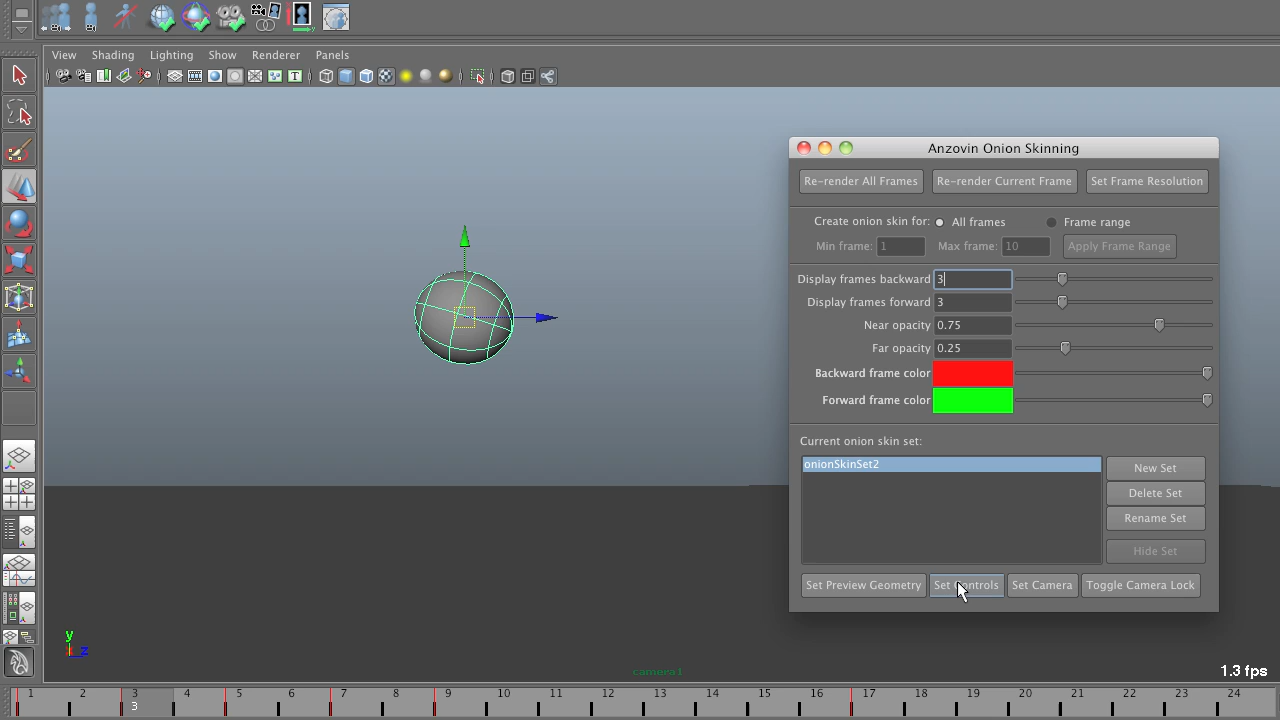 View Shading Lighting Show Renderer Panels
Anzovin Onion Skinning
Re-render All Frames Re-render Current Frame Set Frame Resolution
Create onion skin for: All frames Frame range
Min frame: 1 Max frame: 10 Apply Frame Range
Display frames backward 3
Display frames forward 3
Near opacity 0.75
Far opacity 0.25
Backward frame color
Forward frame color
Current onion skin set:
onionSkinSet2
New Set
Delete Set
Rename Set
Hide Set
Set Preview Geometry Set Controls Set Camera Toggle Camera Lock
y
z
camera1
1.3 fps
1 2 3 4 5 6 7 8 9 10 11 12 13 14 15 16 17 18 19 20 21 22 23 24
3